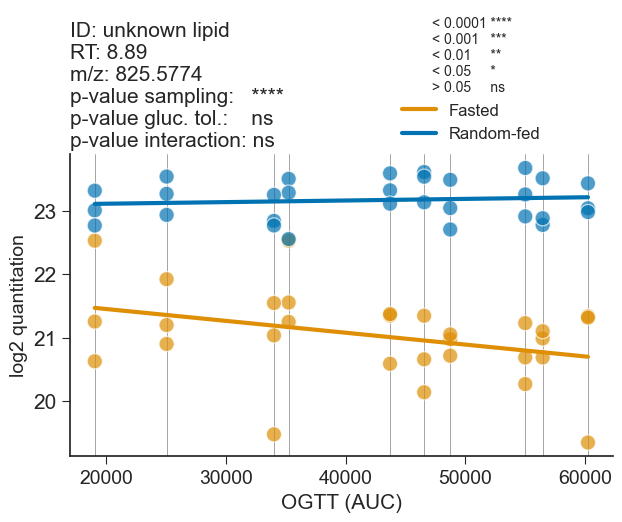 ID: unknown lipid
RT: 8.89
m/z: 825.5774
p-value sampling: ****
p-value gluc. tol.: ns
p-value interaction: ns
< 0.0001 ****
< 0.001 ***
< 0.01 **
< 0.05 *
> 0.05 ns
Fasted
Random-fed
log2 quantitation
23
22
21
20
20000 30000 40000 50000 60000
OGTT (AUC)